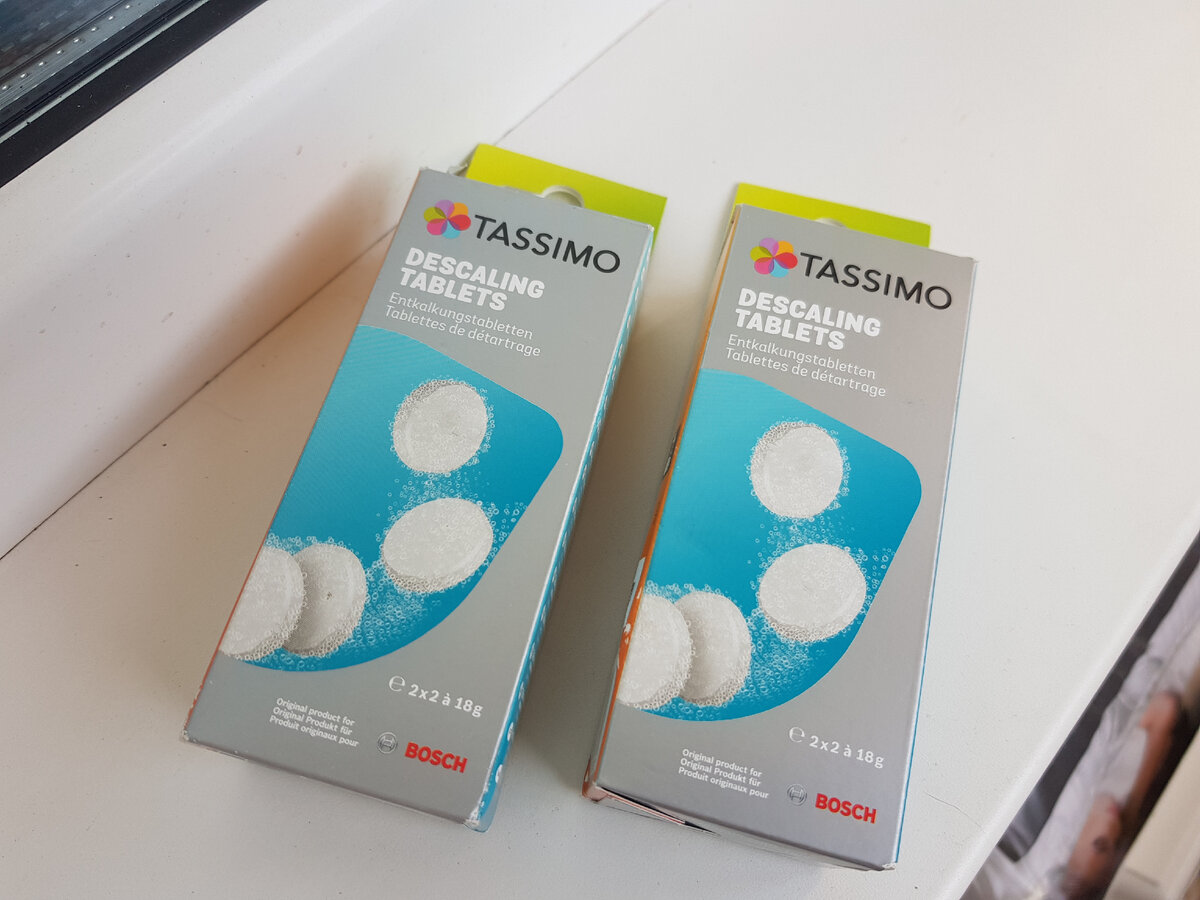 TASSIMO
DESCALING
TABLETS
Entkalkungstabletten
Tablettes de détartrage
℮ 2x2 à 18g
Original product for
Original Produkt für
Produit originaux pour
BOSCH
TASSIMO
DESCALING
TABLETS
Entkalkungstabletten
Tablettes de détartrage
℮ 2x2 à 18g
Original product for
Original Produkt für
Produit originaux pour
BOSCH